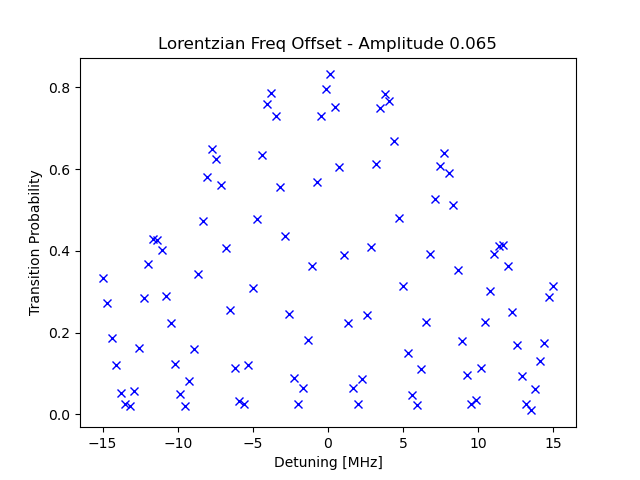 Lorentzian Freq Offset - Amplitude 0.065
Transition Probability
0.8
0.6
0.4
0.2
0.0
−15 −10 −5 0 5 10 15
Detuning [MHz]